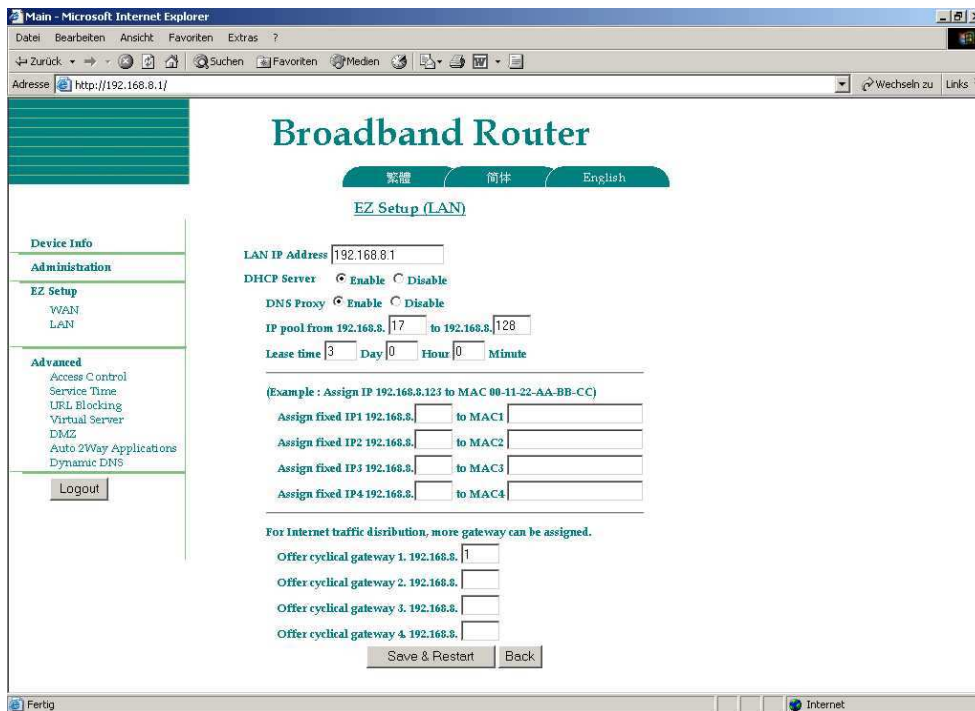 Main - Microsoft Internet Explorer
Datei Bearbeiten Ansicht Favoriten Extras ?
Zurück Suchen Favoriten Medien
Adresse http://192.168.8.1/ Wechseln zu Links
Broadband Router
繁體 简体 English
EZ Setup (LAN)
Device Info
Administration
EZ Setup
WAN
LAN
Advanced
Access Control
Service Time
URL Blocking
Virtual Server
DMZ
Auto 2Way Applications
Dynamic DNS
Logout
LAN IP Address 192.168.8.1
DHCP Server Enable Disable
DNS Proxy Enable Disable
IP pool from 192.168.8. 17 to 192.168.8. 128
Lease time 3 Day 0 Hour 0 Minute
(Example : Assign IP 192.168.8.123 to MAC 00-11-22-AA-BB-CC)
Assign fixed IP1 192.168.8. to MAC1
Assign fixed IP2 192.168.8. to MAC2
Assign fixed IP3 192.168.8. to MAC3
Assign fixed IP4 192.168.8. to MAC4
For Internet traffic disribution, more gateway can be assigned.
Offer cyclical gateway 1. 192.168.8. 1
Offer cyclical gateway 2. 192.168.8.
Offer cyclical gateway 3. 192.168.8.
Offer cyclical gateway 4. 192.168.8.
Save & Restart Back
Fertig Internet